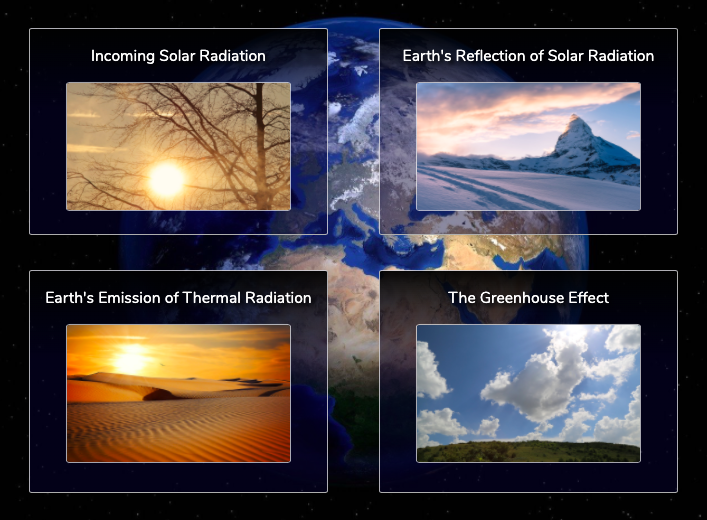 Incoming Solar Radiation
Earth's Reflection of Solar Radiation
Earth's Emission of Thermal Radiation
The Greenhouse Effect